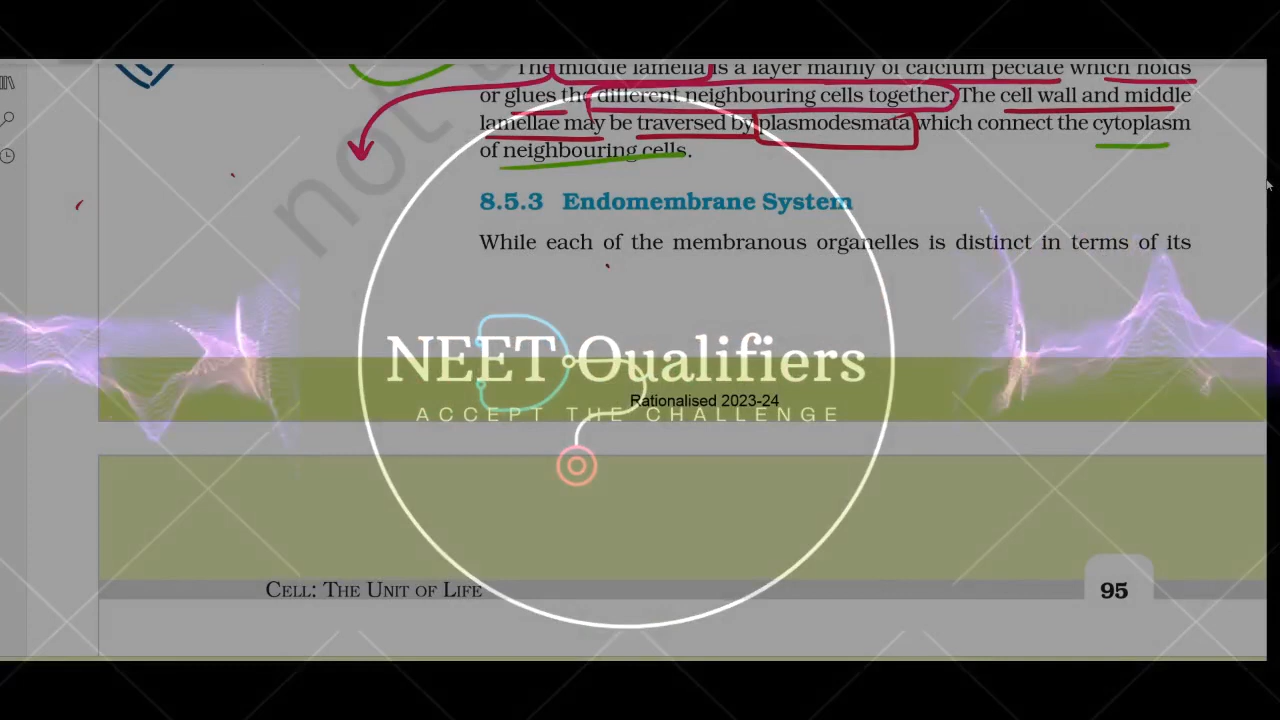 The middle lamella is a layer mainly of calcium pectate which holds
or glues the different neighbouring cells together. The cell wall and middle
lamellae may be traversed by plasmodesmata which connect the cytoplasm
of neighbouring cells.
8.5.3 Endomembrane System
While each of the membranous organelles is distinct in terms of its
not
NEET Qualifiers
Rationalised 2023-24
ACCEPT THE CHALLENGE
CELL: THE UNIT OF LIFE
95